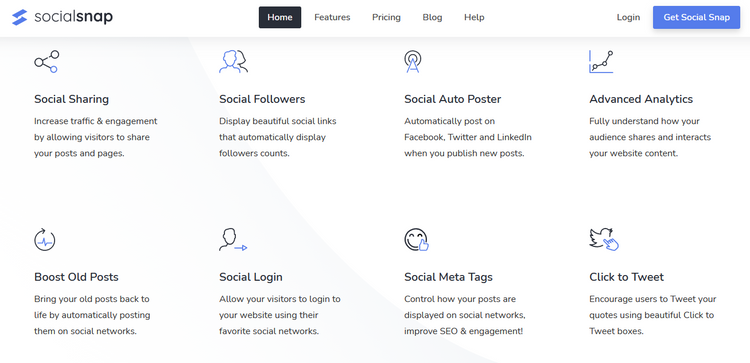 socialsnap
Home Features Pricing Blog Help Login Get Social Snap
Social Sharing
Increase traffic & engagement
by allowing visitors to share
your posts and pages.
Social Followers
Display beautiful social links
that automatically display
followers counts.
Social Auto Poster
Automatically post on
Facebook, Twitter and LinkedIn
when you publish new posts.
Advanced Analytics
Fully understand how your
audience shares and interacts
your website content.
Boost Old Posts
Bring your old posts back to
life by automatically posting
them on social networks.
Social Login
Allow your visitors to login to
your website using their
favorite social networks.
Social Meta Tags
Control how your posts are
displayed on social networks,
improve SEO & engagement!
Click to Tweet
Encourage users to Tweet your
quotes using beautiful Click to
Tweet boxes.